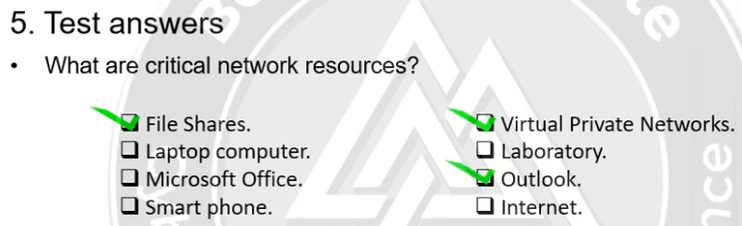 5. Test answers
• What are critical network resources?
File Shares.
Laptop computer.
Microsoft Office.
Smart phone.
Virtual Private Networks.
Laboratory.
Outlook.
Internet.